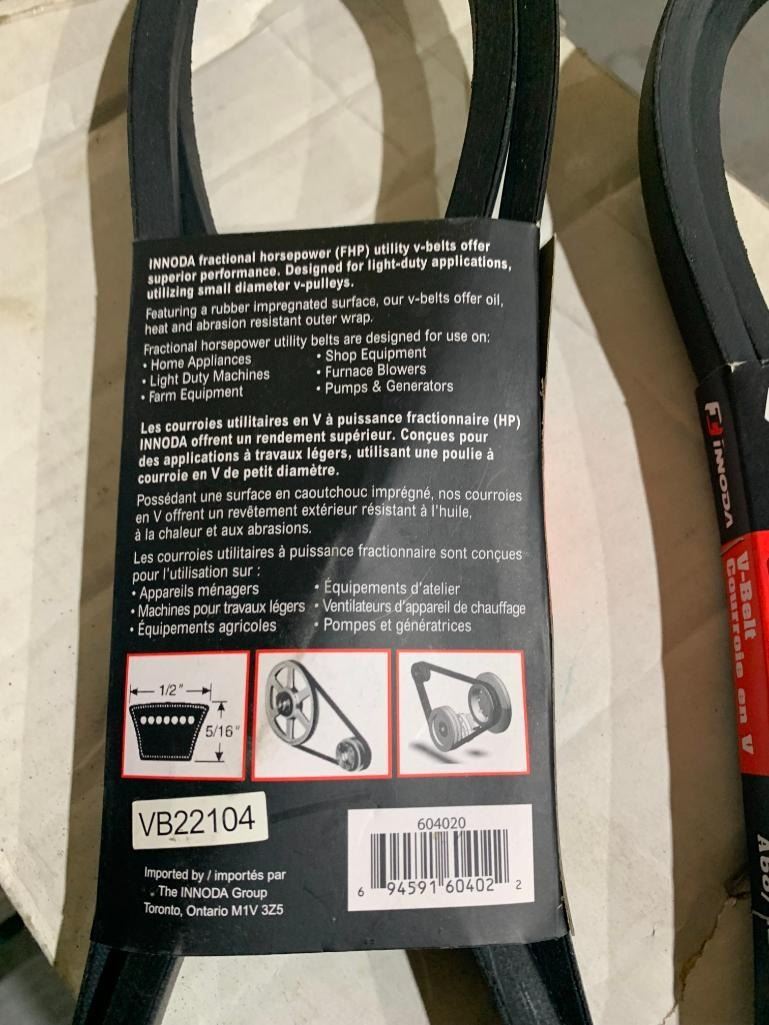 INNODA fractional horsepower (FHP) utility v-belts offer
superior performance. Designed for light-duty applications,
utilizing small diameter v-pulleys.
Featuring a rubber impregnated surface, our v-belts offer oil,
heat and abrasion resistant outer wrap.
Fractional horsepower utility belts are designed for use on:
• Home Appliances
• Light Duty Machines
• Farm Equipment
• Shop Equipment
• Furnace Blowers
• Pumps & Generators
Les courroies utilitaires en V à puissance fractionnaire (HP)
INNODA offrent un rendement supérieur. Conçues pour
des applications à travaux légers, utilisant une poulie à
courroie en V de petit diamètre.
Possédant une surface en caoutchouc imprégné, nos courroies
en V offrent un revêtement extérieur résistant à l'huile,
à la chaleur et aux abrasions.
Les courroies utilitaires à puissance fractionnaire sont conçues
pour l'utilisation sur :
• Appareils ménagers
• Machines pour travaux légers
• Équipements agricoles
• Équipements d'atelier
• Ventilateurs d'appareil de chauffage
• Pompes et génératrices
1/2"
5/16"
VB22104
604020
6 94591 60402 2
Imported by / importés par
The INNODA Group
Toronto, Ontario M1V 3Z5
INNODA
V-Belt
Courroie en V